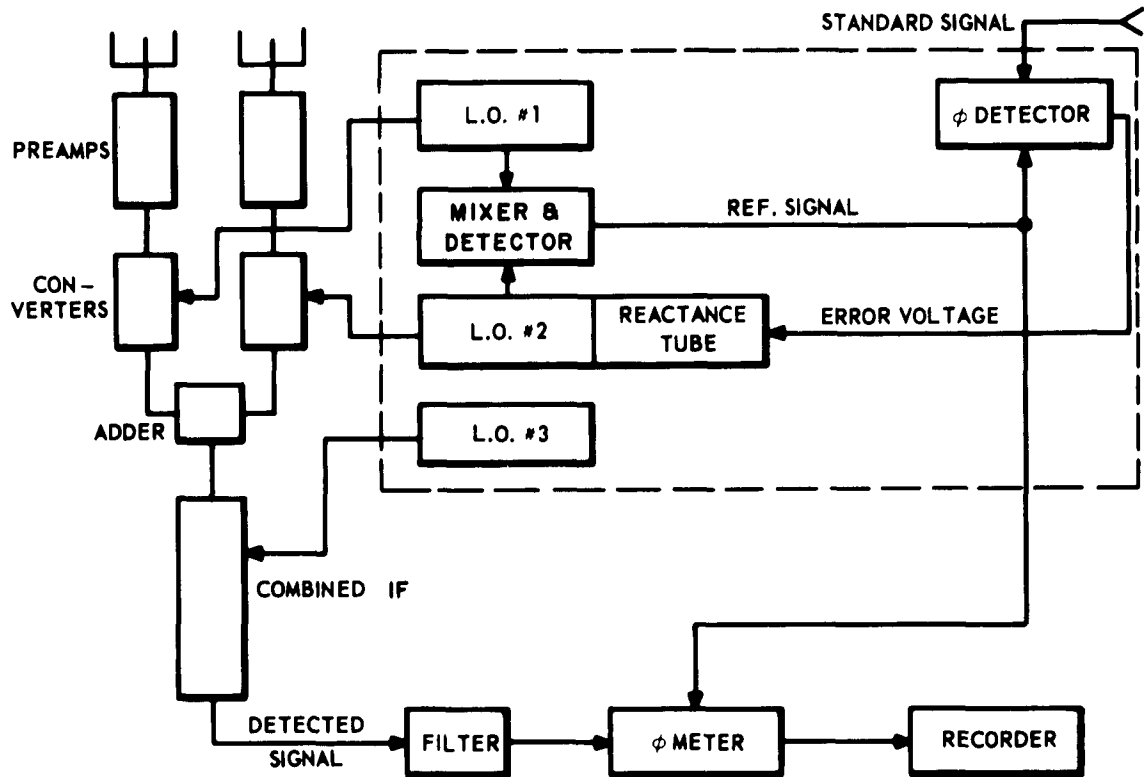 STANDARD SIGNAL
L.O. #1
φ DETECTOR
PREAMPS
MIXER &
DETECTOR
REF. SIGNAL
CON-
VERTERS
L.O. #2
REACTANCE
TUBE
ERROR VOLTAGE
ADDER
L.O. #3
COMBINED IF
DETECTED
SIGNAL
FILTER
φ METER
RECORDER